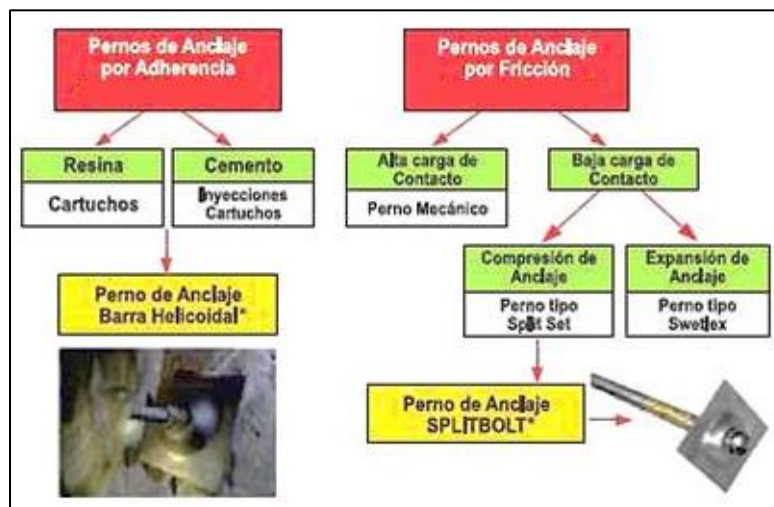 Pernos de Anclaje
por Adherencia
Resina
Cartuchos
Cemento
Inyecciones
Cartuchos
Perno de Anclaje
Barra Helicoidal*
Pernos de Anclaje
por Fricción
Alta carga de
Contacto
Perno Mecánico
Baja carga de
Contacto
Compresión de
Anclaje
Perno tipo
Split Set
Expansión de
Anclaje
Perno tipo
Swetlex
Perno de Anclaje
SPLITBOLT*